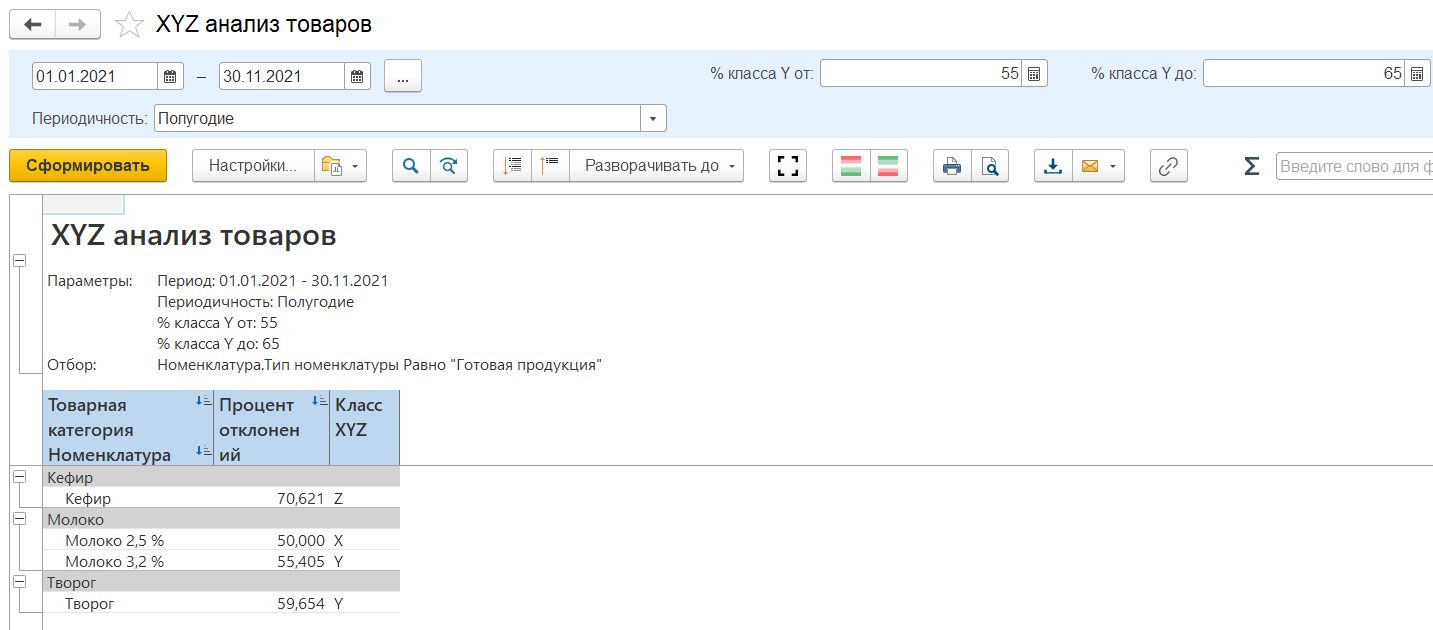 XYZ анализ товаров
01.01.2021 – 30.11.2021 ... % класса Y от: 55 % класса Y до: 65
Периодичность: Полугодие
Сформировать Настройки... Разворачивать до Σ Введите слово для ф
XYZ анализ товаров
Параметры: Период: 01.01.2021 - 30.11.2021
Периодичность: Полугодие
% класса Y от: 55
% класса Y до: 65
Отбор: Номенклатура.Тип номенклатуры Равно "Готовая продукция"
Товарная Процент Класс
категория отклонен XYZ
Номенклатура ий
Кефир
Кефир 70,621 Z
Молоко
Молоко 2,5 % 50,000 X
Молоко 3,2 % 55,405 Y
Творог
Творог 59,654 Y